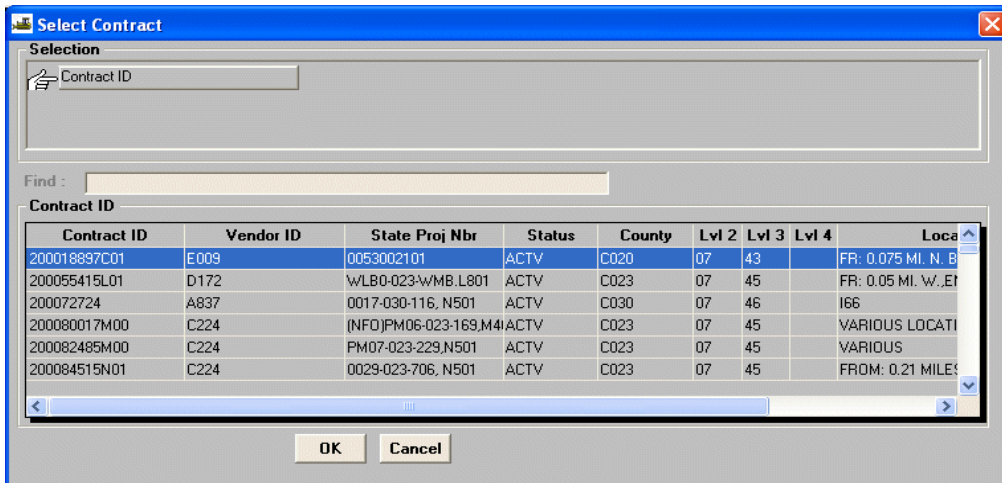 Select Contract
Selection
Contract ID
Find :
Contract ID
Contract ID Vendor ID State Proj Nbr Status County Lvl 2 Lvl 3 Lvl 4 Loca
200018897C01 E009 0053002101 ACTV C020 07 43 FR: 0.075 MI. N. B
200055415L01 D172 WLB0-023-WMB.L801 ACTV C023 07 45 FR: 0.05 MI. W.,EN
200072724 A837 0017-030-116, N501 ACTV C030 07 46 I66
200080017M00 C224 (NFO)PM06-023-169,M4 ACTV C023 07 45 VARIOUS LOCATI
200082485M00 C224 PM07-023-229,N501 ACTV C023 07 45 VARIOUS
200084515N01 C224 0029-023-706, N501 ACTV C023 07 45 FROM: 0.21 MILES
OK Cancel